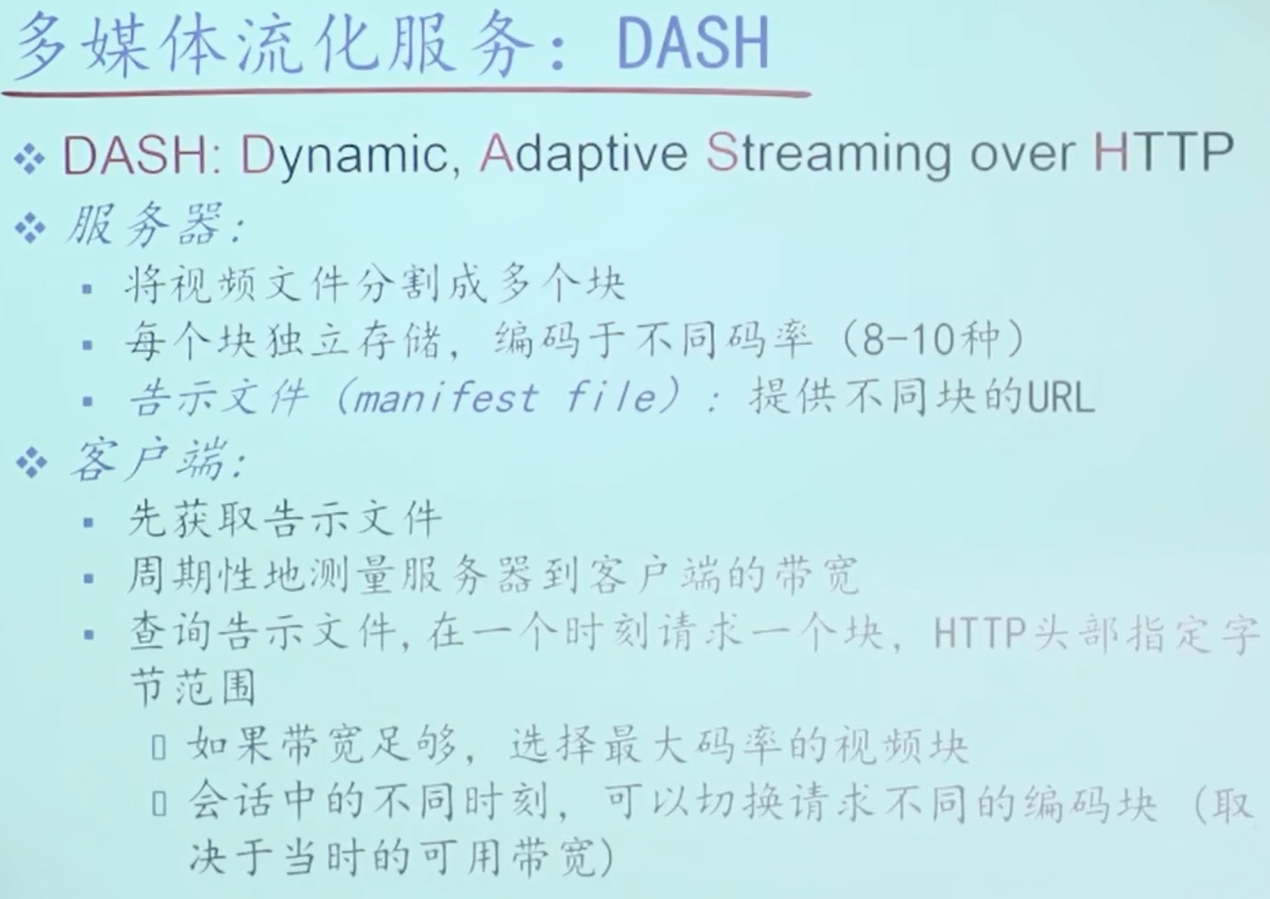 多媒体流化服务：DASH
DASH: Dynamic, Adaptive Streaming over HTTP
服务器：
将视频文件分割成多个块
每个块独立存储，编码于不同码率（8-10种）
告示文件（manifest file）：提供不同块的URL
客户端：
先获取告示文件
周期性地测量服务器到客户端的带宽
查询告示文件,在一个时刻请求一个块，HTTP头部指定字
节范围
如果带宽足够，选择最大码率的视频块
会话中的不同时刻，可以切换请求不同的编码块（取
决于当时的可用带宽）